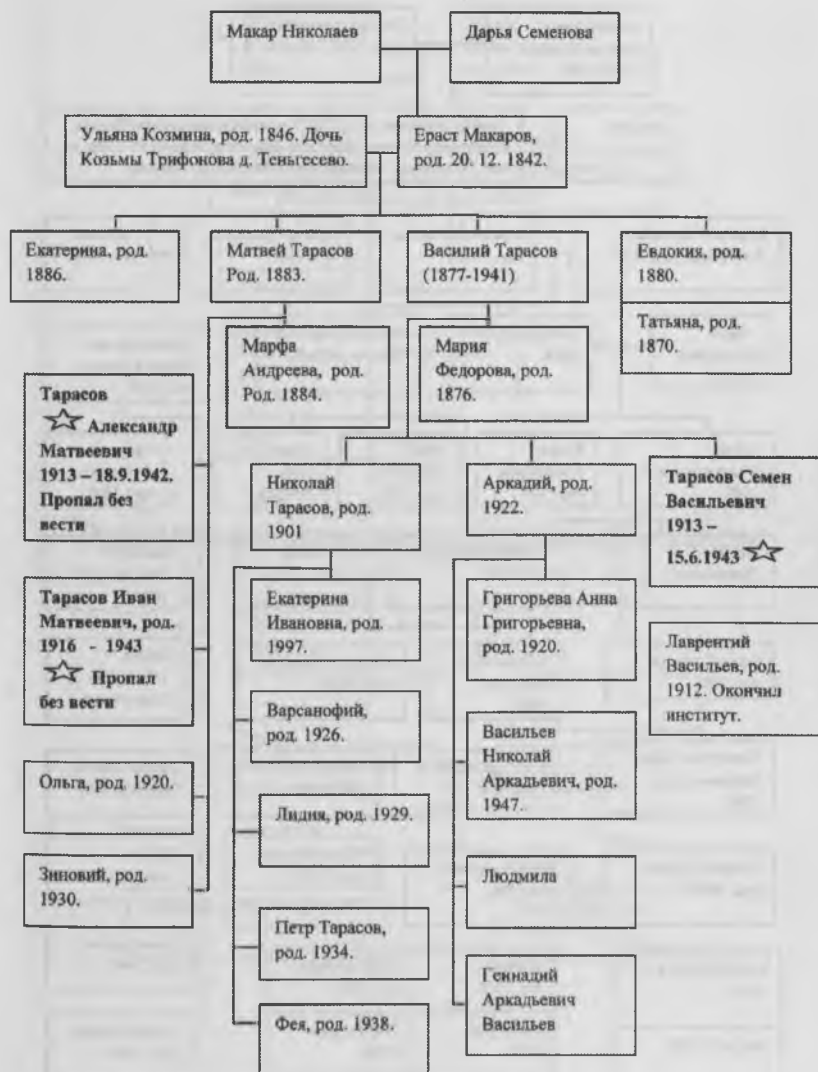 Макар Николаев
Дарья Семенова
Ульяна Козмина, род. 1846. Дочь
Козьмы Трифонова д. Теньгесево.
Ераст Макаров,
род. 20. 12. 1842.
Екатерина, род.
1886.
Матвей Тарасов
Род. 1883.
Василий Тарасов
(1877-1941)
Евдокия, род.
1880.
Татьяна, род.
1870.
Марфа
Андреева, род.
Род. 1884.
Мария
Федорова, род.
1876.
Тарасов
Александр
Матвеевич
1913 – 18.9.1942.
Пропал без
вести
Николай
Тарасов, род.
1901
Аркадий, род.
1922.
Тарасов Семен
Васильевич
1913 –
15.6.1943
Тарасов Иван
Матвеевич, род.
1916 - 1943
Пропал
без вести
Екатерина
Ивановна, род.
1997.
Григорьева Анна
Григорьевна,
род. 1920.
Лаврентий
Васильев, род.
1912. Окончил
институт.
Варсанофий,
род. 1926.
Васильев
Николай
Аркадьевич, род.
1947.
Ольга, род. 1920.
Лидия, род. 1929.
Зиновий, род.
1930.
Людмила
Петр Тарасов,
род. 1934.
Геннадий
Аркадьевич
Васильев
Фея, род. 1938.